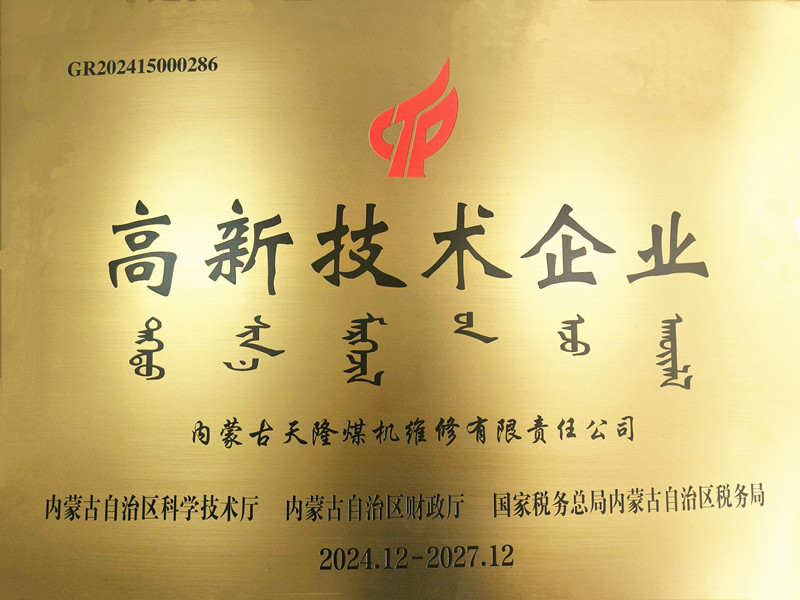 GR202415000286
高新技术企业
内蒙古天隆煤机维修有限责任公司
内蒙古自治区科学技术厅 内蒙古自治区财政厅 国家税务总局内蒙古自治区税务局
2024.12-2027.12